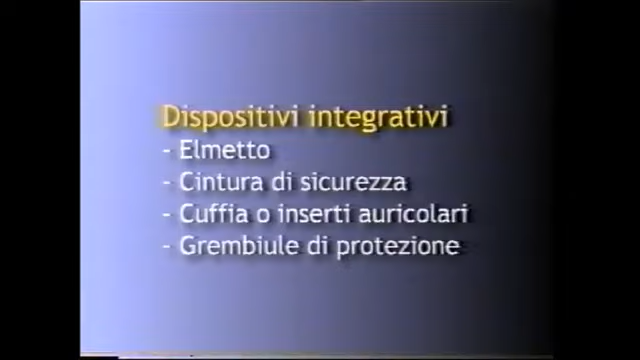 Dispositivi integrativi
- Elmetto
- Cintura di sicurezza
- Cuffia o inserti auricolari
- Grembiule di protezione